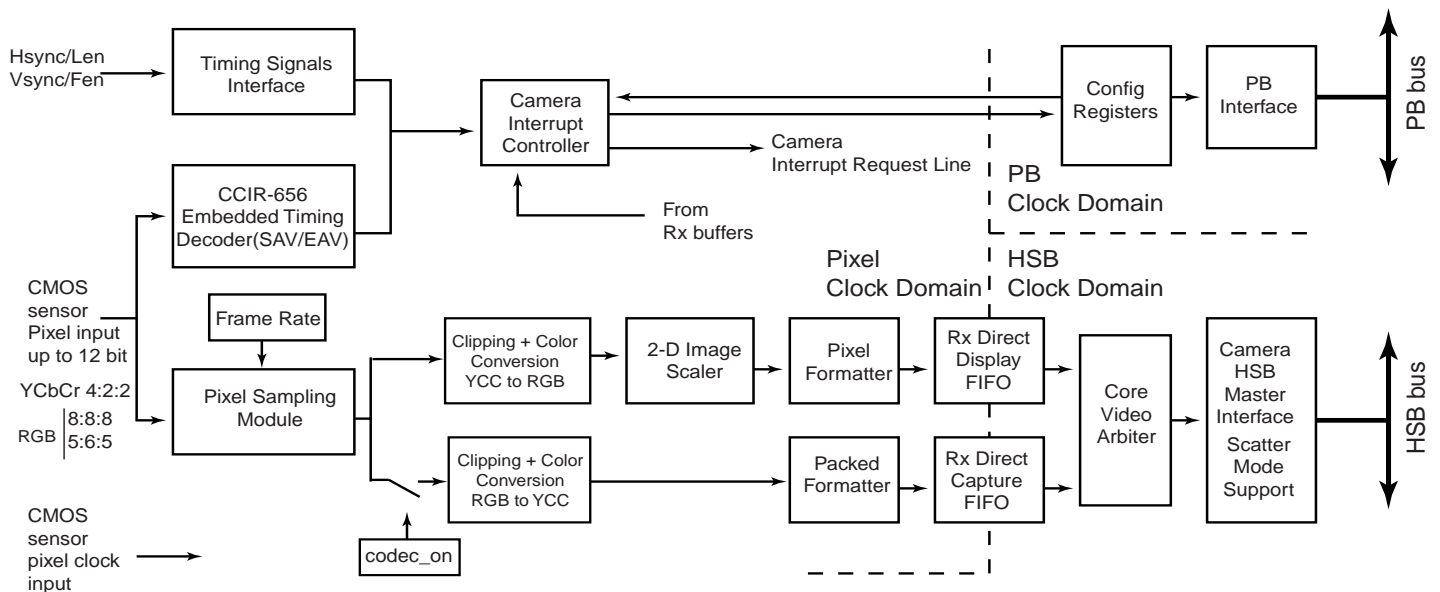 Hsync/Len
Vsync/Fen
Timing Signals
Interface
CCIR-656
Embedded Timing
Decoder(SAV/EAV)
Camera
Interrupt
Controller
Camera
Interrupt Request Line
From
Rx buffers
Config
Registers
PB
Interface
PB bus
PB
Clock Domain
Pixel
Clock Domain
HSB
Clock Domain
CMOS
sensor
Pixel input
up to 12 bit
YCbCr 4:2:2
RGB
8:8:8
5:6:5
Frame Rate
Pixel Sampling
Module
Clipping + Color
Conversion
YCC to RGB
2-D Image
Scaler
Pixel
Formatter
Rx Direct
Display
FIFO
Core
Video
Arbiter
Camera
HSB
Master
Interface
Scatter
Mode
Support
HSB bus
Clipping + Color
Conversion
RGB to YCC
Packed
Formatter
Rx Direct
Capture
FIFO
codec_on
CMOS
sensor
pixel clock
input